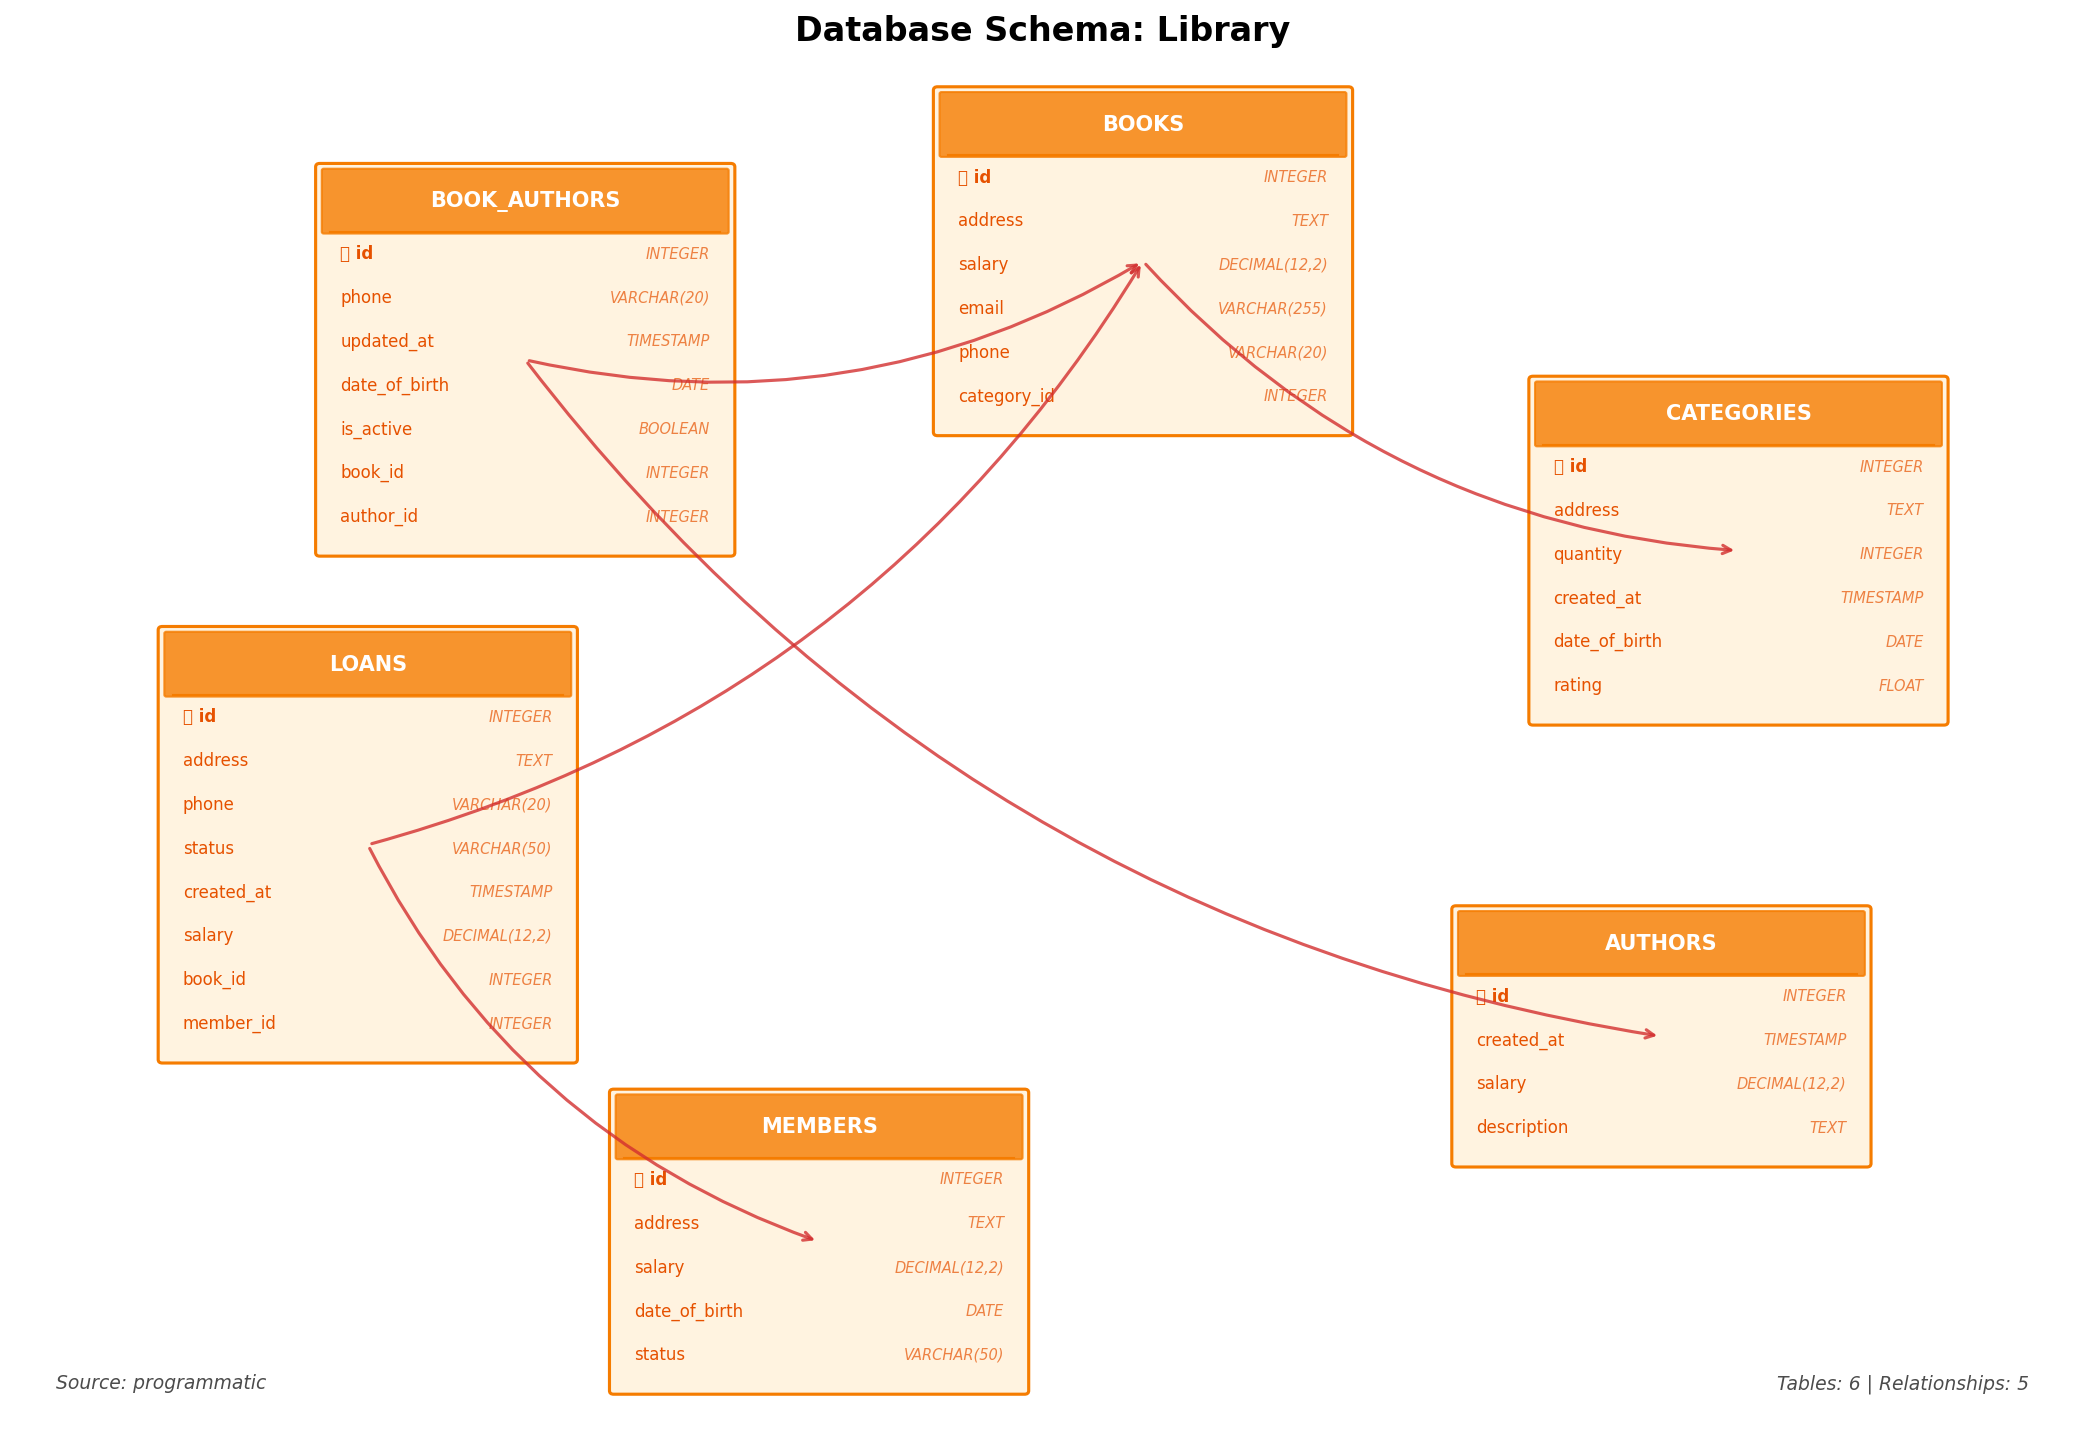 Database Schema: Library
BOOKS
id INTEGER
address TEXT
salary DECIMAL(12,2)
email VARCHAR(255)
phone VARCHAR(20)
category_id INTEGER
BOOK_AUTHORS
id INTEGER
phone VARCHAR(20)
updated_at TIMESTAMP
date_of_birth DATE
is_active BOOLEAN
book_id INTEGER
author_id INTEGER
CATEGORIES
id INTEGER
address TEXT
quantity INTEGER
created_at TIMESTAMP
date_of_birth DATE
rating FLOAT
LOANS
id INTEGER
address TEXT
phone VARCHAR(20)
status VARCHAR(50)
created_at TIMESTAMP
salary DECIMAL(12,2)
book_id INTEGER
member_id INTEGER
AUTHORS
id INTEGER
created_at TIMESTAMP
salary DECIMAL(12,2)
description TEXT
MEMBERS
id INTEGER
address TEXT
salary DECIMAL(12,2)
date_of_birth DATE
status VARCHAR(50)
Source: programmatic
Tables: 6 | Relationships: 5